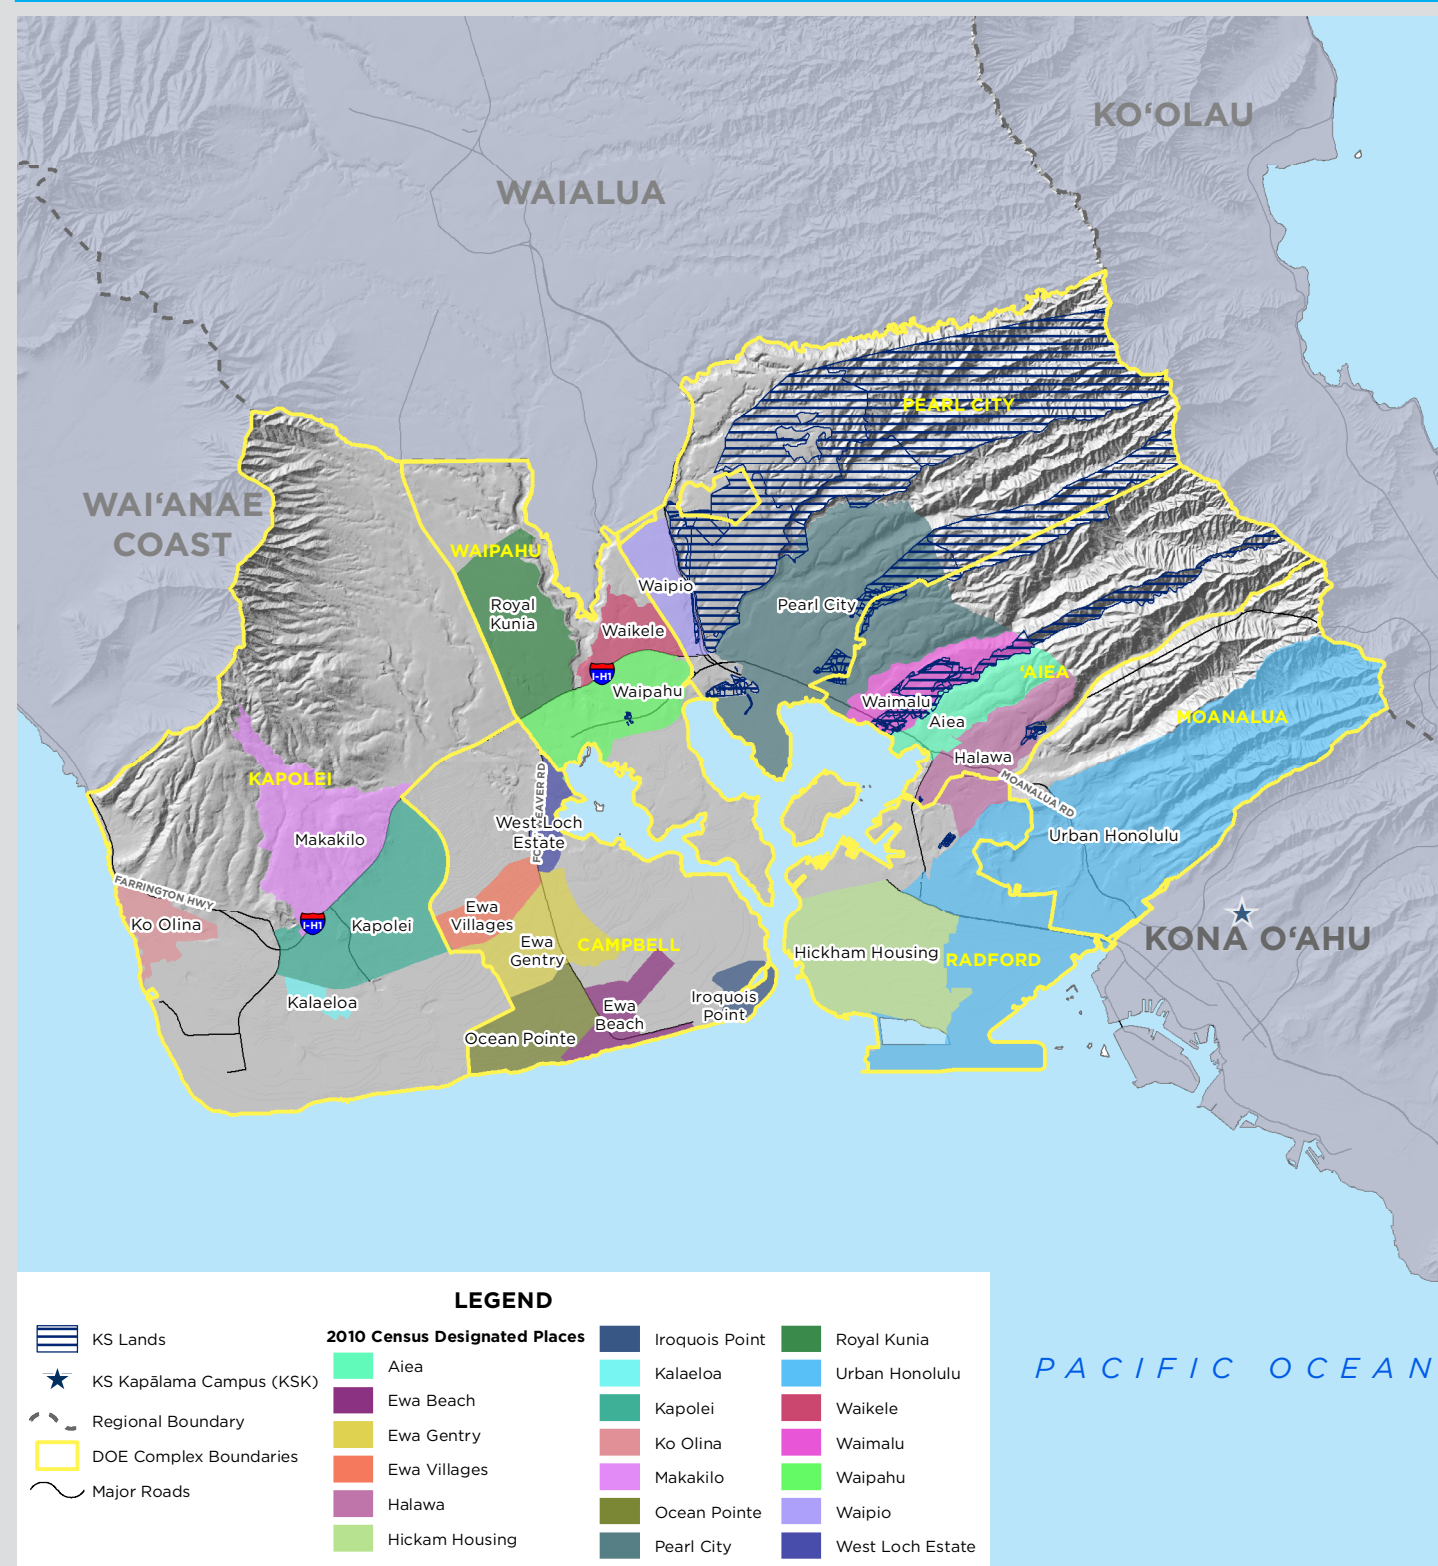 KO‘OLAU
WAIALUA
PEARL CITY
WAI‘ANAE
COAST
WAIPAHU
Waipio
Royal
Kunia
Pearl City
Waikele
I-H1
Waipahu
‘AIEA
Waimalu
Aiea
MOANALUA
Halawa
KAPOLEI
MOANALUA RD
West Loch
Estate
Makakilo
Urban Honolulu
FARRINGTON HWY
Ko Olina
I-H1
Kapolei
Ewa
Villages
Ewa
Gentry
CAMPBELL
Hickham Housing
RADFORD
KONA O‘AHU
Kalaeloa
Iroquois
Point
Ewa
Beach
Ocean Pointe
PACIFIC OCEAN
LEGEND
KS Lands
KS Kapālama Campus (KSK)
Regional Boundary
DOE Complex Boundaries
Major Roads
2010 Census Designated Places
Aiea
Ewa Beach
Ewa Gentry
Ewa Villages
Halawa
Hickam Housing
Iroquois Point
Kalaeloa
Kapolei
Ko Olina
Makakilo
Ocean Pointe
Pearl City
Royal Kunia
Urban Honolulu
Waikele
Waimalu
Waipahu
Waipio
West Loch Estate